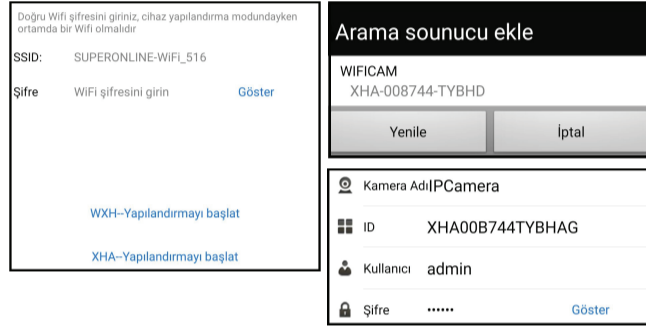 Doğru Wifi şifresini giriniz, cihaz yapılandırma modundayken
ortamda bir Wifi olmalıdır
SSID: SUPERONLINE-WiFi_516
Şifre WiFi şifresini girin Göster
WXH--Yapılandırmayı başlat
XHA--Yapılandırmayı başlat
Arama sounucu ekle
WIFICAM
XHA-008744-TYBHD
Yenile İptal
Kamera Adı IPCamera
ID XHA00B744TYBHAG
Kullanıcı admin
Şifre ······ Göster